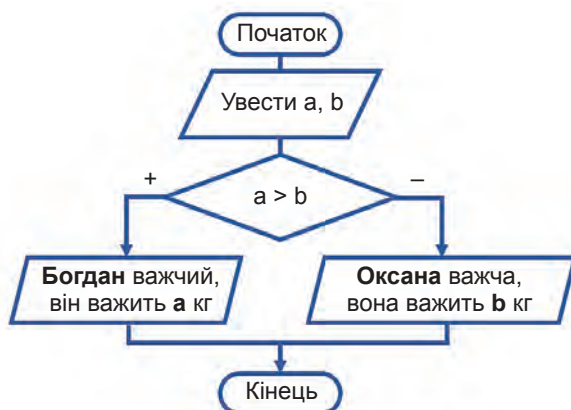 Початок
Увести a, b
+
–
a > b
Богдан важчий,
він важить a кг
Оксана важча,
вона важить b кг
Кінець